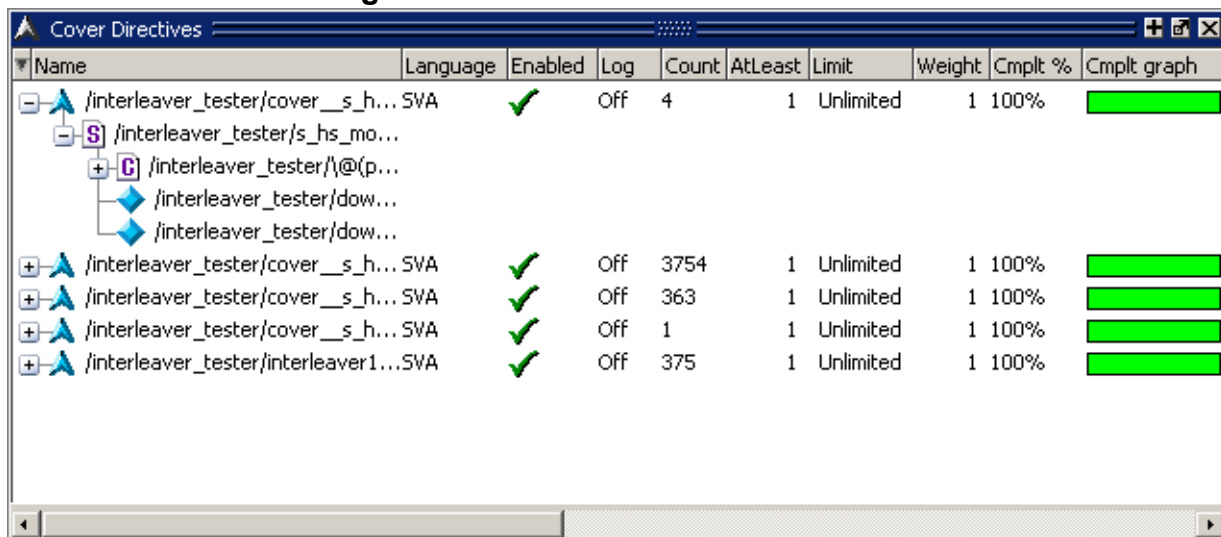 Cover Directives
Name Language Enabled Log Count AtLeast Limit Weight Cmplt % Cmplt graph
/interleaver_tester/cover__s_h... SVA Off 4 1 Unlimited 1 100%
S /interleaver_tester/s_hs_mo...
C /interleaver_tester/\@(p...
/interleaver_tester/dow...
/interleaver_tester/dow...
/interleaver_tester/cover__s_h... SVA Off 3754 1 Unlimited 1 100%
/interleaver_tester/cover__s_h... SVA Off 363 1 Unlimited 1 100%
/interleaver_tester/cover__s_h... SVA Off 1 1 Unlimited 1 100%
/interleaver_tester/interleaver1... SVA Off 375 1 Unlimited 1 100%